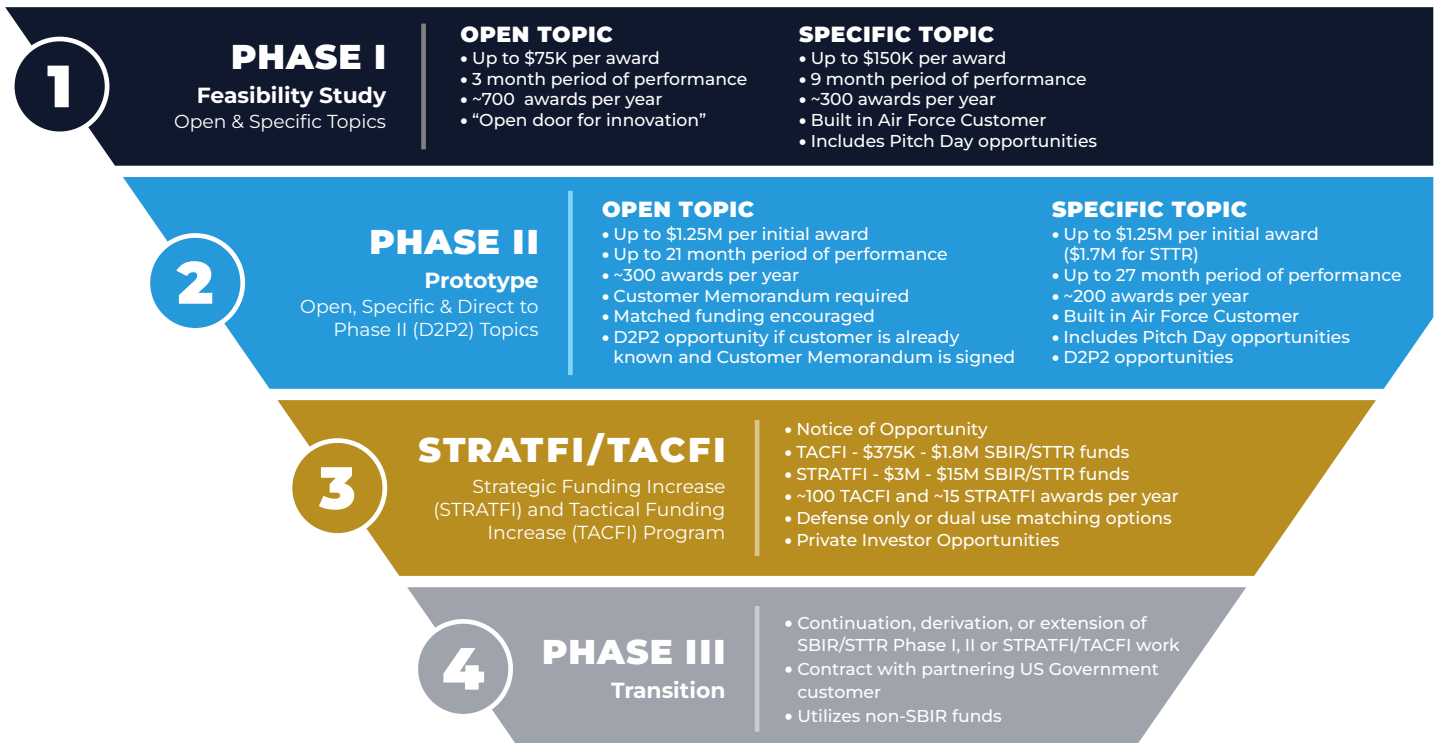 1
PHASE I
Feasibility Study
Open & Specific Topics
OPEN TOPIC
• Up to $75K per award
• 3 month period of performance
• ~700 awards per year
• “Open door for innovation”
SPECIFIC TOPIC
• Up to $150K per award
• 9 month period of performance
• ~300 awards per year
• Built in Air Force Customer
• Includes Pitch Day opportunities
2
PHASE II
Prototype
Open, Specific & Direct to
Phase II (D2P2) Topics
OPEN TOPIC
• Up to $1.25M per initial award
• Up to 21 month period of performance
• ~300 awards per year
• Customer Memorandum required
• Matched funding encouraged
• D2P2 opportunity if customer is already
known and Customer Memorandum is signed
SPECIFIC TOPIC
• Up to $1.25M per initial award
($1.7M for STTR)
• Up to 27 month period of performance
• ~200 awards per year
• Built in Air Force Customer
• Includes Pitch Day opportunities
• D2P2 opportunities
3
STRATFI/TACFI
Strategic Funding Increase
(STRATFI) and Tactical Funding
Increase (TACFI) Program
• Notice of Opportunity
• TACFI - $375K - $1.8M SBIR/STTR funds
• STRATFI - $3M - $15M SBIR/STTR funds
• ~100 TACFI and ~15 STRATFI awards per year
• Defense only or dual use matching options
• Private Investor Opportunities
4
PHASE III
Transition
• Continuation, derivation, or extension of
SBIR/STTR Phase I, II or STRATFI/TACFI work
• Contract with partnering US Government
customer
• Utilizes non-SBIR funds